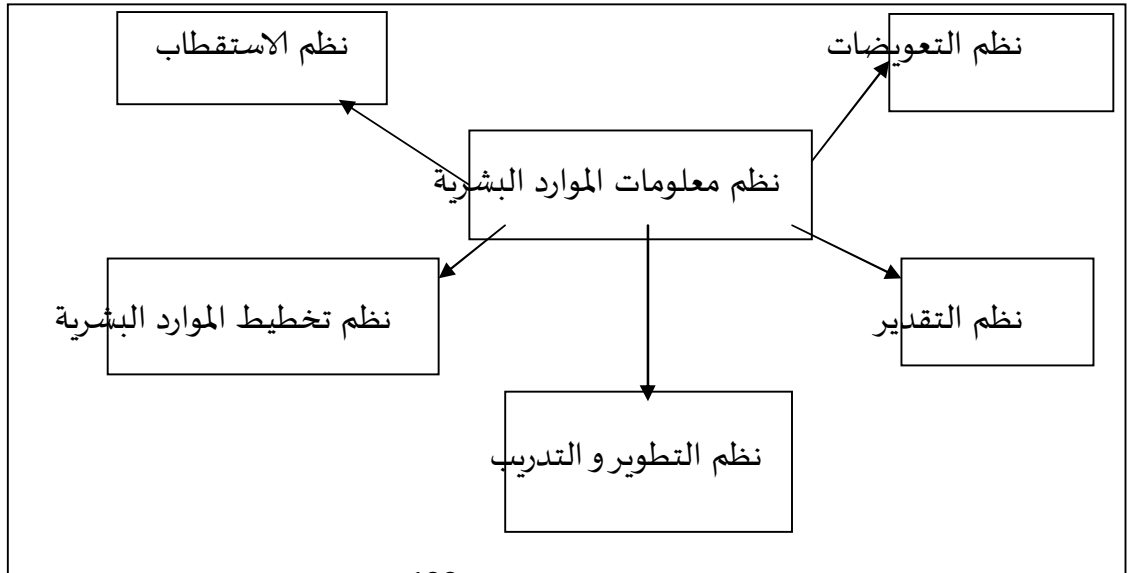 نظم التعويضات
نظم الاستقطاب
نظم معلومات الموارد البشرية
نظم التقدير
نظم تخطيط الموارد البشرية
نظم التطوير و التدريب